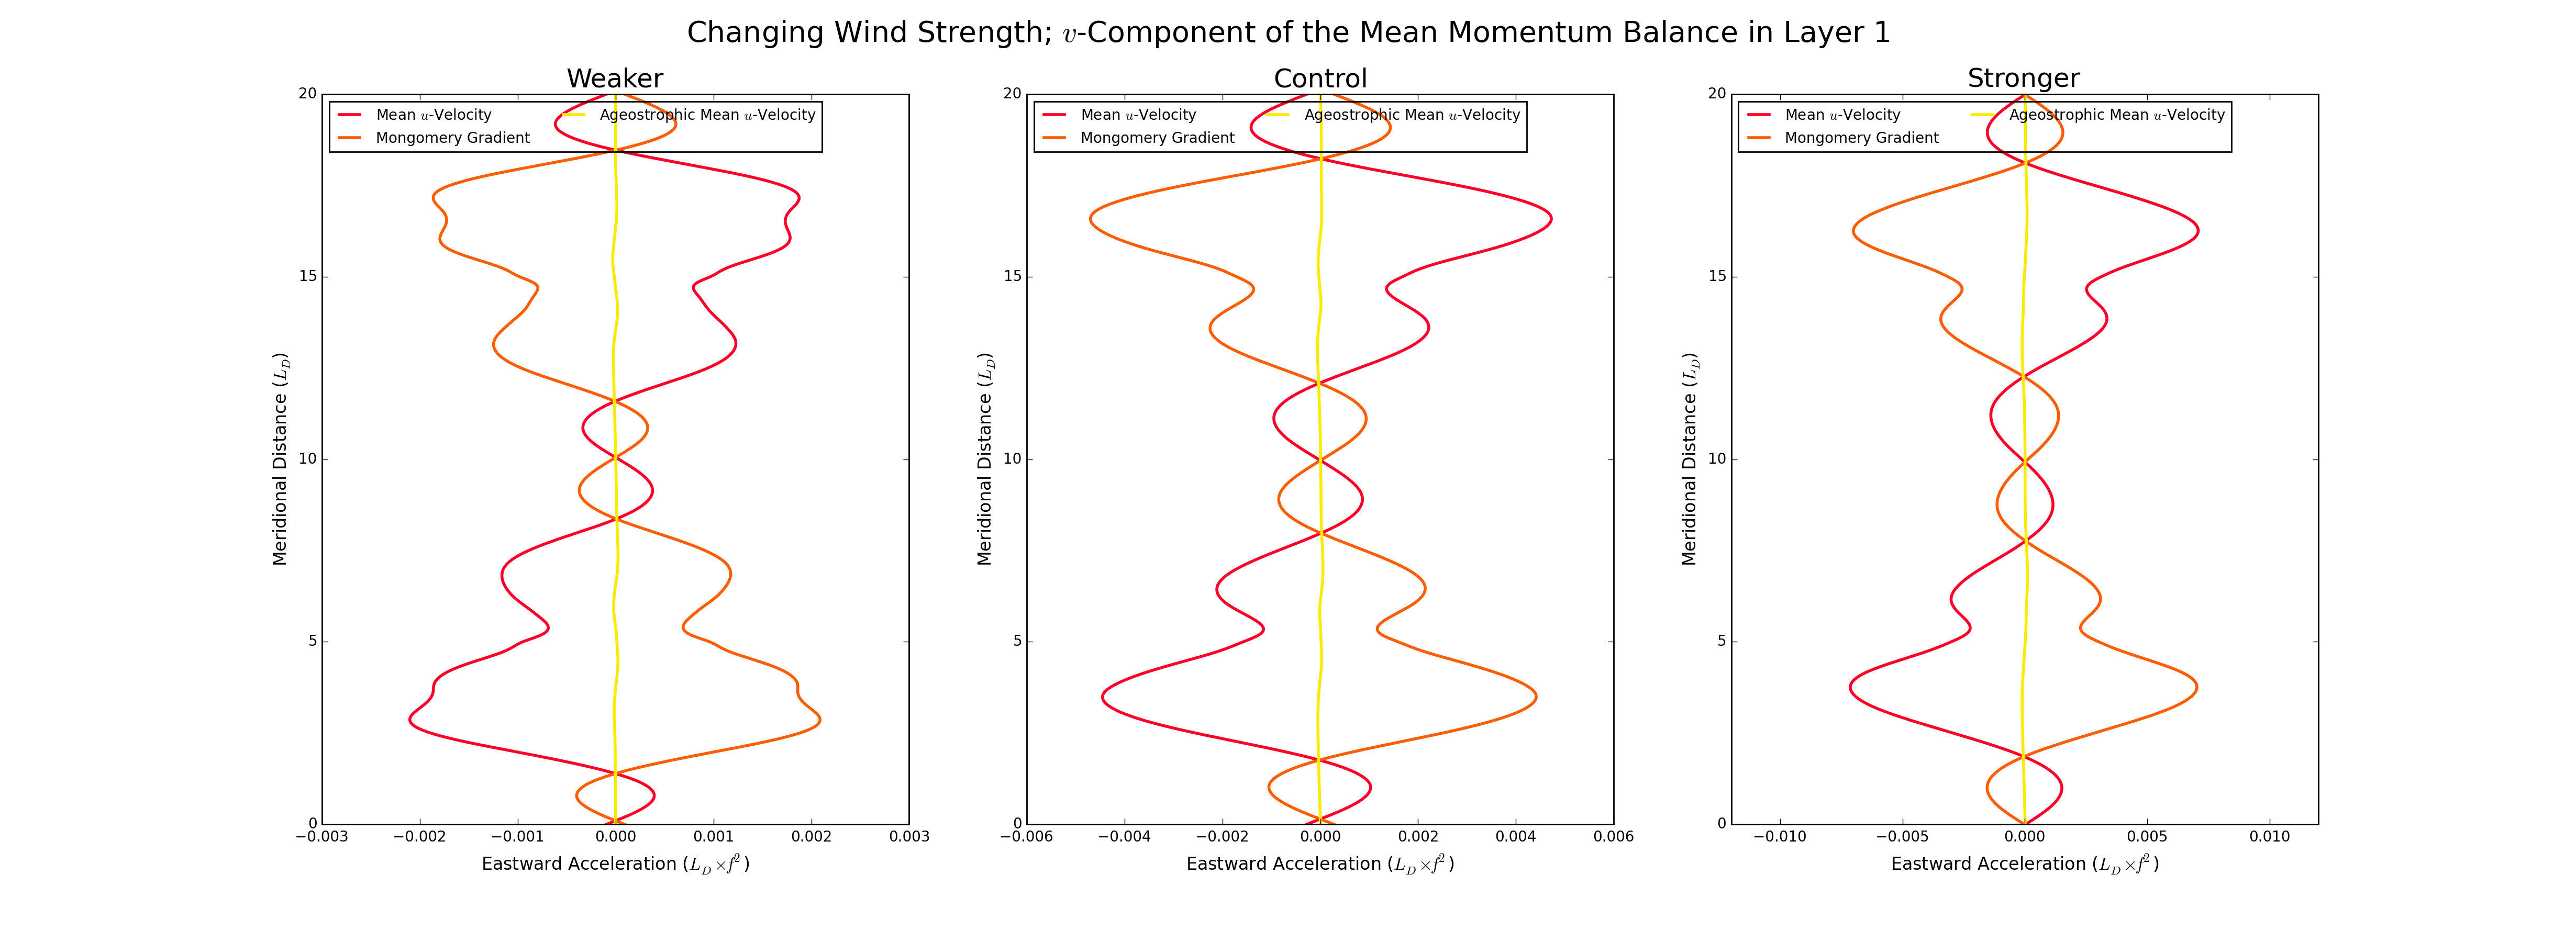 Changing Wind Strength; v-Component of the Mean Momentum Balance in Layer 1
Weaker
Control
Stronger
Mean u-Velocity
Mongomery Gradient
Ageostrophic Mean u-Velocity
Mean u-Velocity
Mongomery Gradient
Ageostrophic Mean u-Velocity
Mean u-Velocity
Mongomery Gradient
Ageostrophic Mean u-Velocity
Meridional Distance (L_D)
20
15
10
5
0
−0.003 −0.002 −0.001 0.000 0.001 0.002 0.003
Eastward Acceleration (L_D×f²)
Meridional Distance (L_D)
20
15
10
5
0
−0.006 −0.004 −0.002 0.000 0.002 0.004 0.006
Eastward Acceleration (L_D×f²)
Meridional Distance (L_D)
20
15
10
5
0
−0.010 −0.005 0.000 0.005 0.010
Eastward Acceleration (L_D×f²)